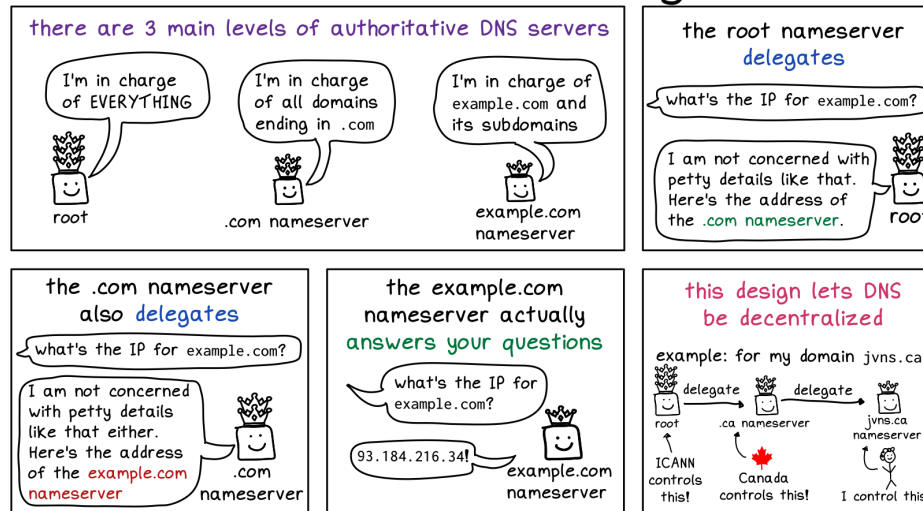 there are 3 main levels of authoritative DNS servers
I'm in charge
of EVERYTHING
root
I'm in charge
of all domains
ending in .com
.com nameserver
I'm in charge of
example.com and
its subdomains
example.com
nameserver
the root nameserver
delegates
what's the IP for example.com?
I am not concerned with
petty details like that.
Here's the address of
the .com nameserver.
the .com nameserver
also delegates
what's the IP for example.com?
I am not concerned
with petty details
like that either.
Here's the address
of the example.com
nameserver
.com
nameserver
the example.com
nameserver actually
answers your questions
what's the IP for
example.com?
93.184.216.34!
example.com
nameserver
this design lets DNS
be decentralized
example: for my domain jvns.ca
delegate
delegate
root
.ca nameserver
jvns.ca
nameserver
ICANN
controls
this!
Canada
controls this!
I control